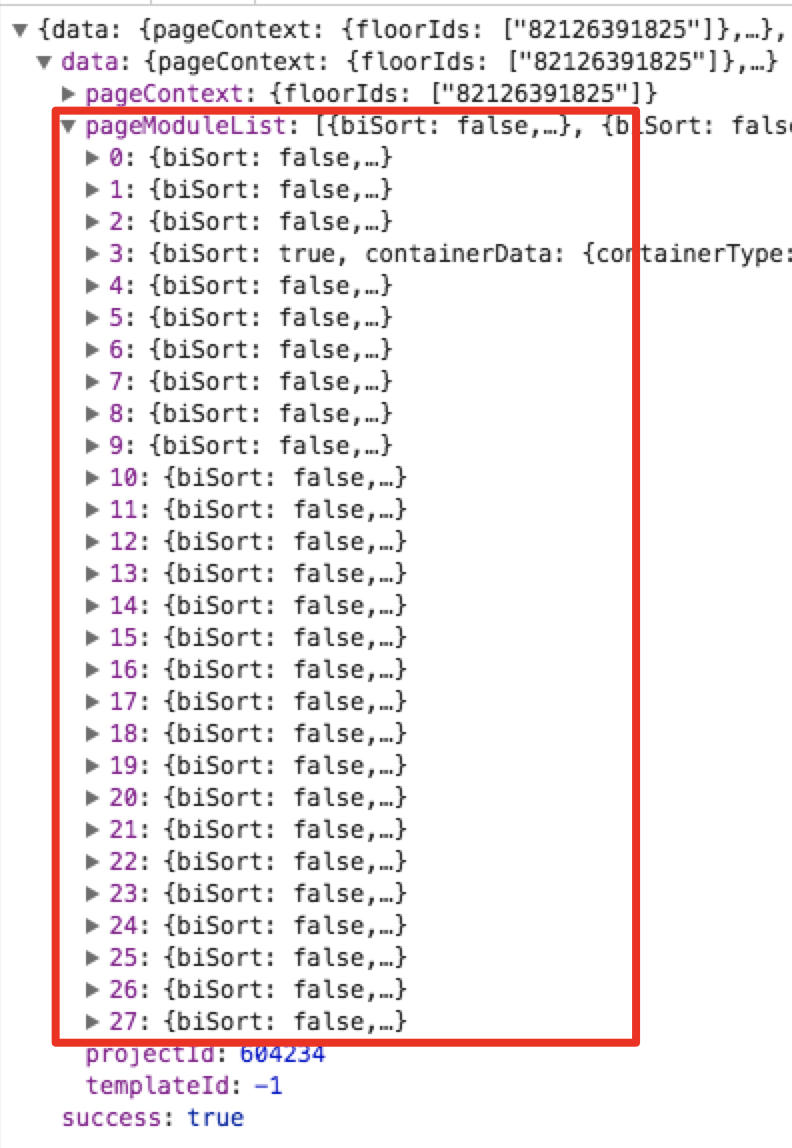 ▼{data: {pageContext: {floorIds: ["82126391825"]},…},
▼data: {pageContext: {floorIds: ["82126391825"]},…}
▶pageContext: {floorIds: ["82126391825"]}
▼pageModuleList: [{biSort: false,…}, {biSort: fals
▶0: {biSort: false,…}
▶1: {biSort: false,…}
▶2: {biSort: false,…}
▶3: {biSort: true, containerData: {containerType:
▶4: {biSort: false,…}
▶5: {biSort: false,…}
▶6: {biSort: false,…}
▶7: {biSort: false,…}
▶8: {biSort: false,…}
▶9: {biSort: false,…}
▶10: {biSort: false,…}
▶11: {biSort: false,…}
▶12: {biSort: false,…}
▶13: {biSort: false,…}
▶14: {biSort: false,…}
▶15: {biSort: false,…}
▶16: {biSort: false,…}
▶17: {biSort: false,…}
▶18: {biSort: false,…}
▶19: {biSort: false,…}
▶20: {biSort: false,…}
▶21: {biSort: false,…}
▶22: {biSort: false,…}
▶23: {biSort: false,…}
▶24: {biSort: false,…}
▶25: {biSort: false,…}
▶26: {biSort: false,…}
▶27: {biSort: false,…}
projectId: 604234
templateId: -1
success: true